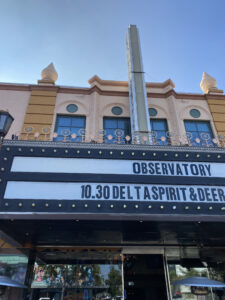 OBSERVATORY
10.30 DELTA SPIRIT & DEER